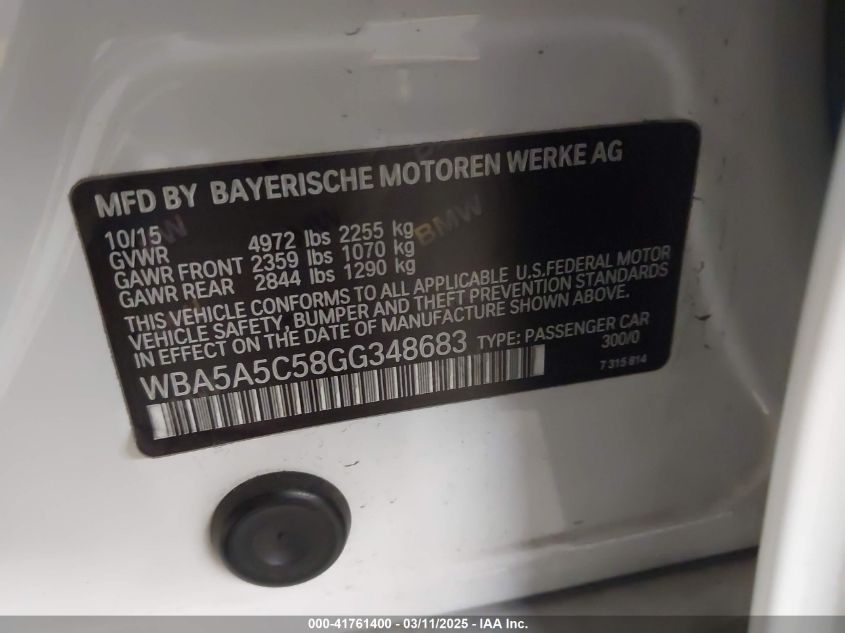 MFD BY BAYERISCHE MOTOREN WERKE AG
10/15
GVWR 4972 lbs 2255 kg
GAWR FRONT 2359 lbs 1070 kg
GAWR REAR 2844 lbs 1290 kg
THIS VEHICLE CONFORMS TO ALL APPLICABLE U.S.FEDERAL MOTOR
VEHICLE SAFETY, BUMPER AND THEFT PREVENTION STANDARDS
IN EFFECT ON THE DATE OF MANUFACTURE SHOWN ABOVE.
WBA5A5C58GG348683 TYPE: PASSENGER CAR
300/0
7 315 814
BMW
000-41761400 - 03/11/2025 - IAA Inc.